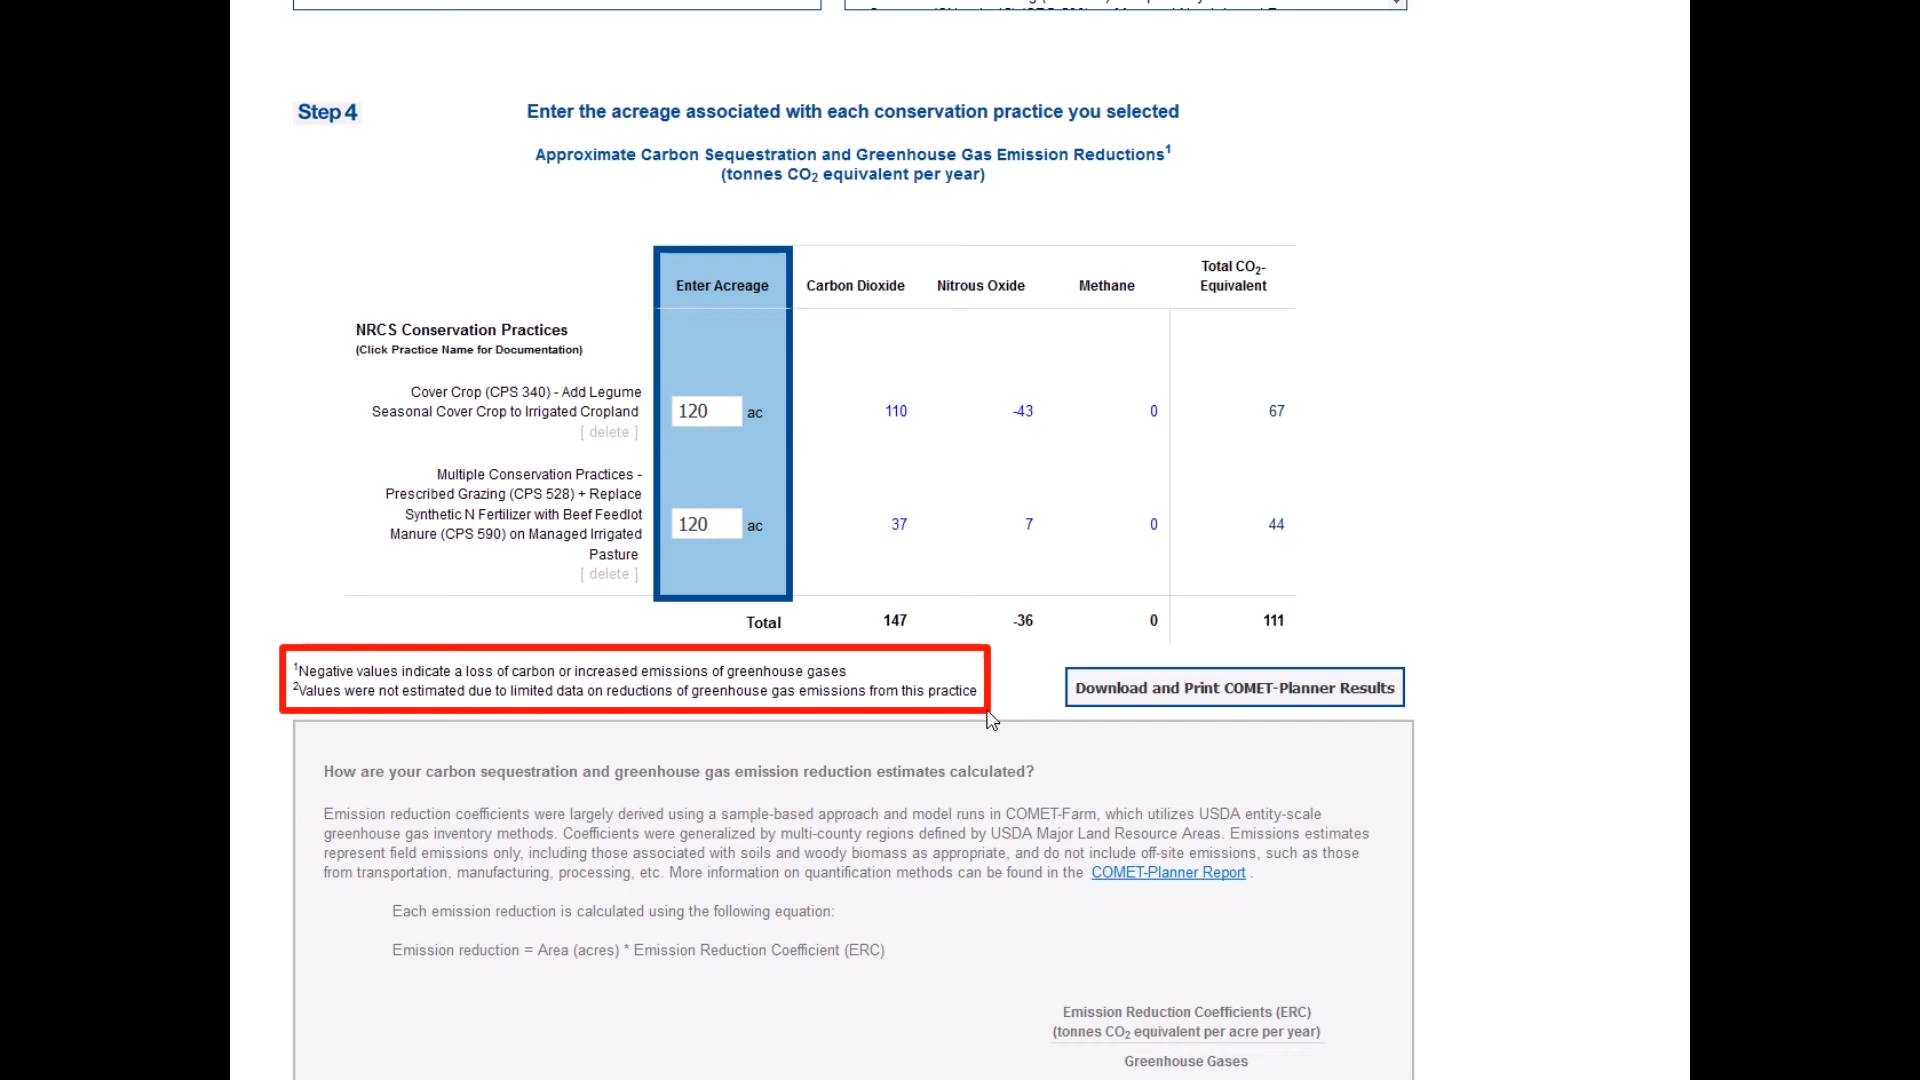 Step 4
Enter the acreage associated with each conservation practice you selected
Approximate Carbon Sequestration and Greenhouse Gas Emission Reductions1
(tonnes CO2 equivalent per year)
Enter Acreage
Carbon Dioxide
Nitrous Oxide
Methane
Total CO2-
Equivalent
NRCS Conservation Practices
(Click Practice Name for Documentation)
Cover Crop (CPS 340) - Add Legume
Seasonal Cover Crop to Irrigated Cropland
[ delete ]
120 ac
110
-43
0
67
Multiple Conservation Practices -
Prescribed Grazing (CPS 528) + Replace
Synthetic N Fertilizer with Beef Feedlot
Manure (CPS 590) on Managed Irrigated
Pasture
[ delete ]
120 ac
37
7
0
44
Total
147
-36
0
111
1Negative values indicate a loss of carbon or increased emissions of greenhouse gases
2Values were not estimated due to limited data on reductions of greenhouse gas emissions from this practice
Download and Print COMET-Planner Results
How are your carbon sequestration and greenhouse gas emission reduction estimates calculated?
Emission reduction coefficients were largely derived using a sample-based approach and model runs in COMET-Farm, which utilizes USDA entity-scale
greenhouse gas inventory methods. Coefficients were generalized by multi-county regions defined by USDA Major Land Resource Areas. Emissions estimates
represent field emissions only, including those associated with soils and woody biomass as appropriate, and do not include off-site emissions, such as those
from transportation, manufacturing, processing, etc. More information on quantification methods can be found in the COMET-Planner Report .
Each emission reduction is calculated using the following equation:
Emission reduction = Area (acres) * Emission Reduction Coefficient (ERC)
Emission Reduction Coefficients (ERC)
(tonnes CO2 equivalent per acre per year)
Greenhouse Gases